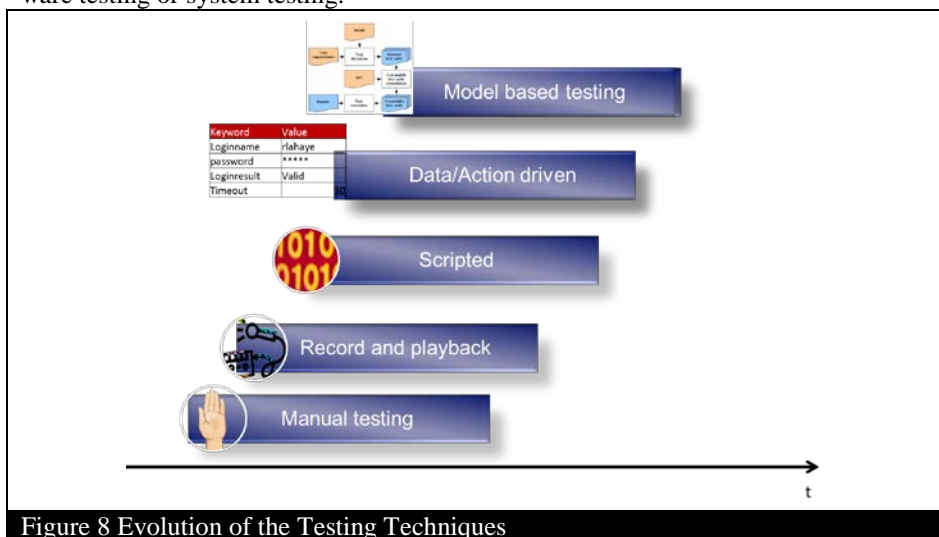 ware testing or system testing.
Model based testing
Keyword Value
Loginname rlahaye
password *****
Loginresult Valid
Timeout
Data/Action driven
1010
01010
Scripted
Record and playback
Manual testing
t
Figure 8 Evolution of the Testing Techniques